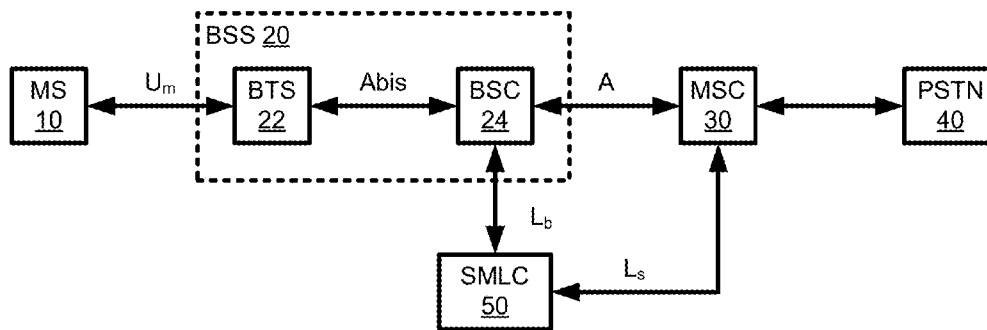 BSS 20
MS
10
Um
BTS
22
Abis
BSC
24
A
MSC
30
PSTN
40
Lb
SMLC
50
Ls